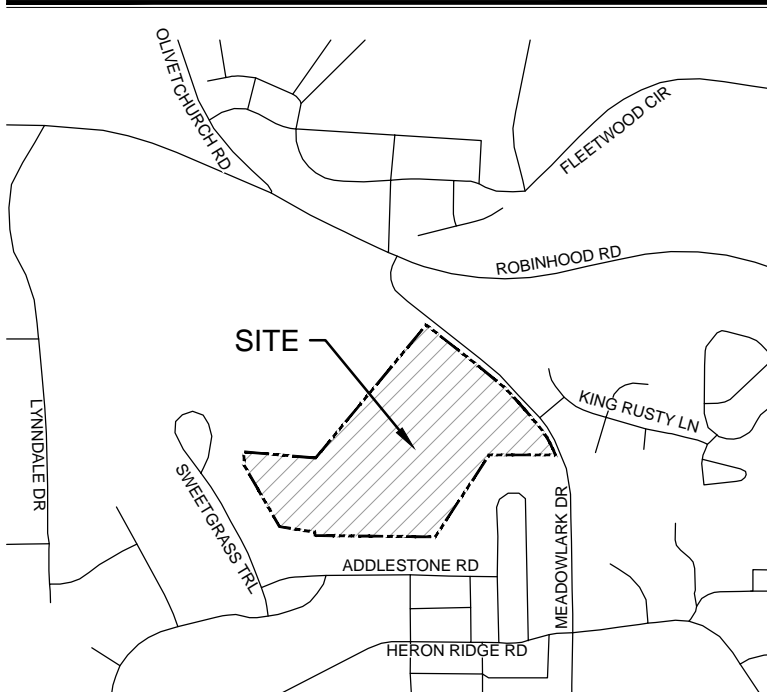 OLIVETCHURCH RD
FLEETWOOD CIR
ROBINHOOD RD
SITE
KING RUSTY LN
LYNNDALE DR
SWEETGRASS TRL
MEADOWLARK DR
ADDLESTONE RD
HERON RIDGE RD